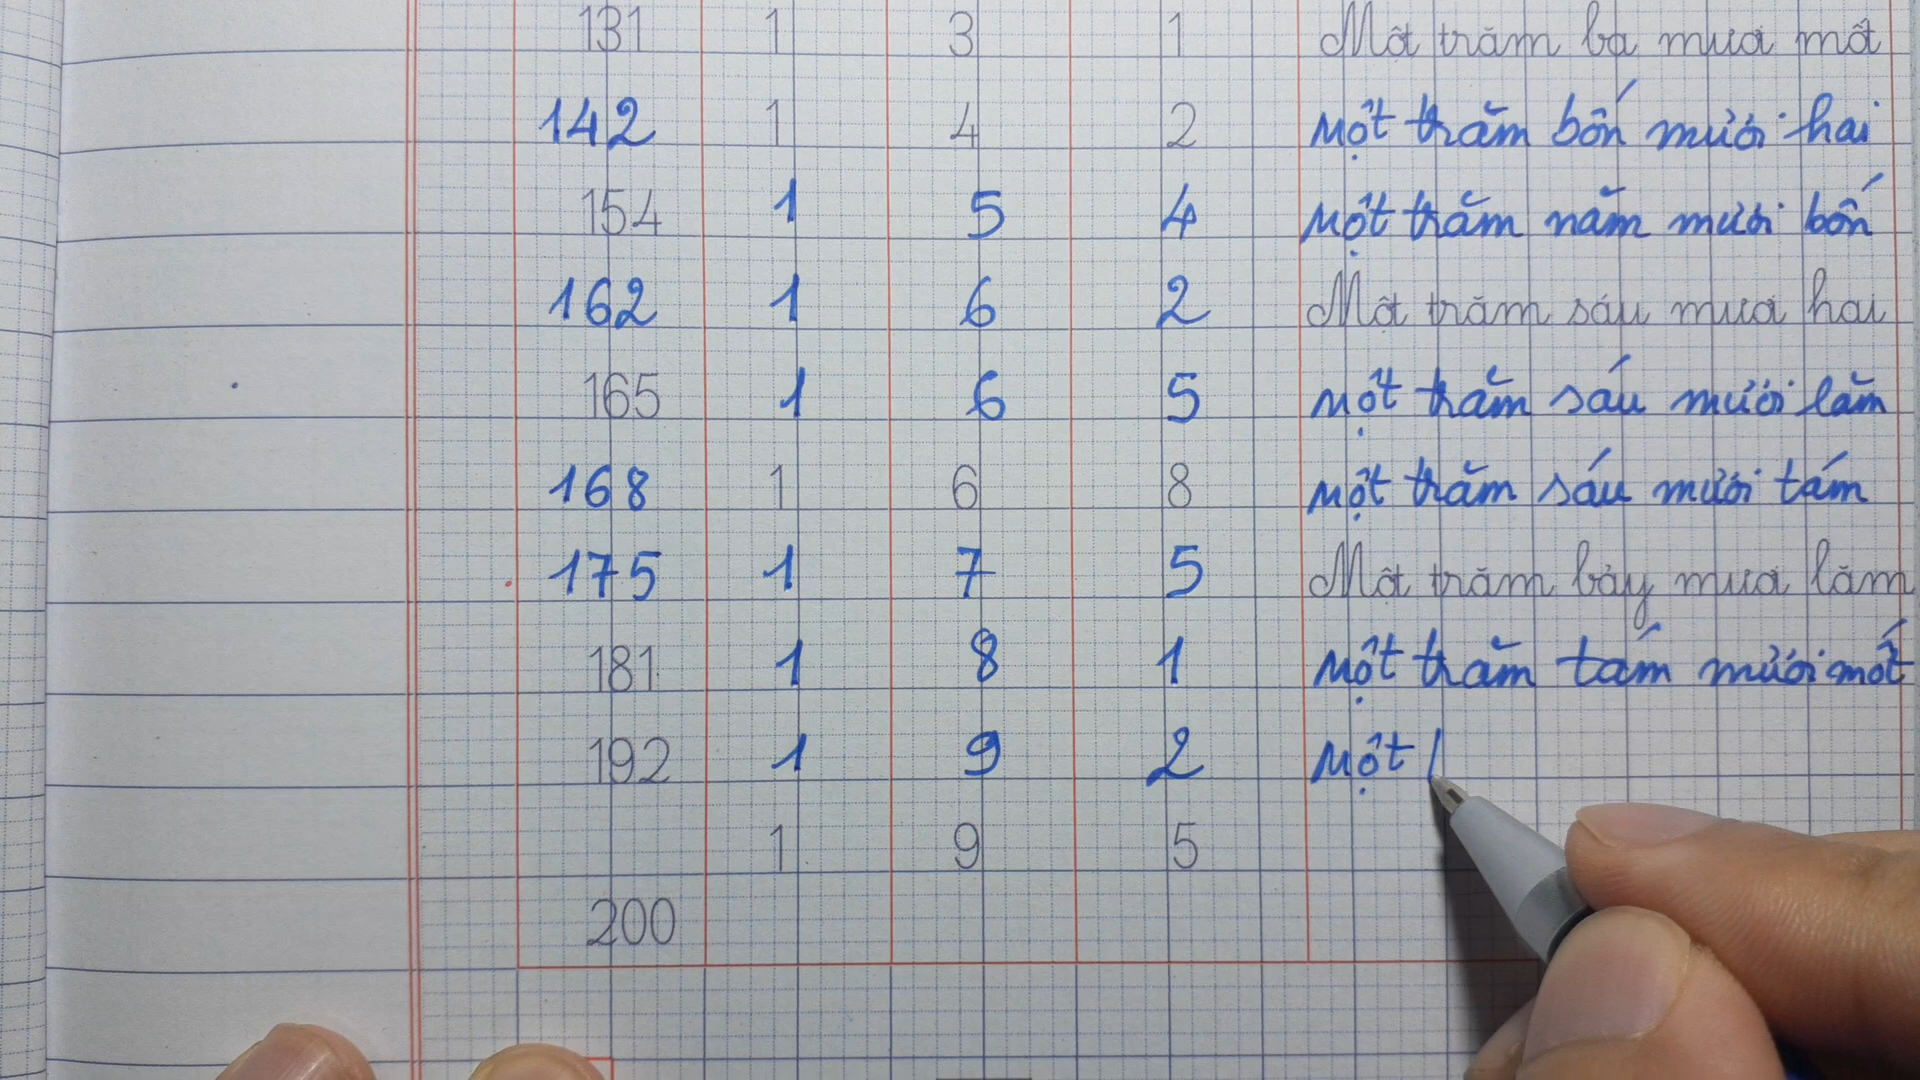 131 1 3 1 Một trăm ba mươi mốt
142 1 4 2 một trăm bốn mươi hai
154 1 5 4 một trăm năm mươi bốn
162 1 6 2 Một trăm sáu mươi hai
165 1 6 5 một trăm sáu mươi lăm
168 1 6 8 một trăm sáu mươi tám
175 1 7 5 Một trăm bảy mươi lăm
181 1 8 1 một trăm tám mươi mốt
192 1 9 2 một
1 9 5
200